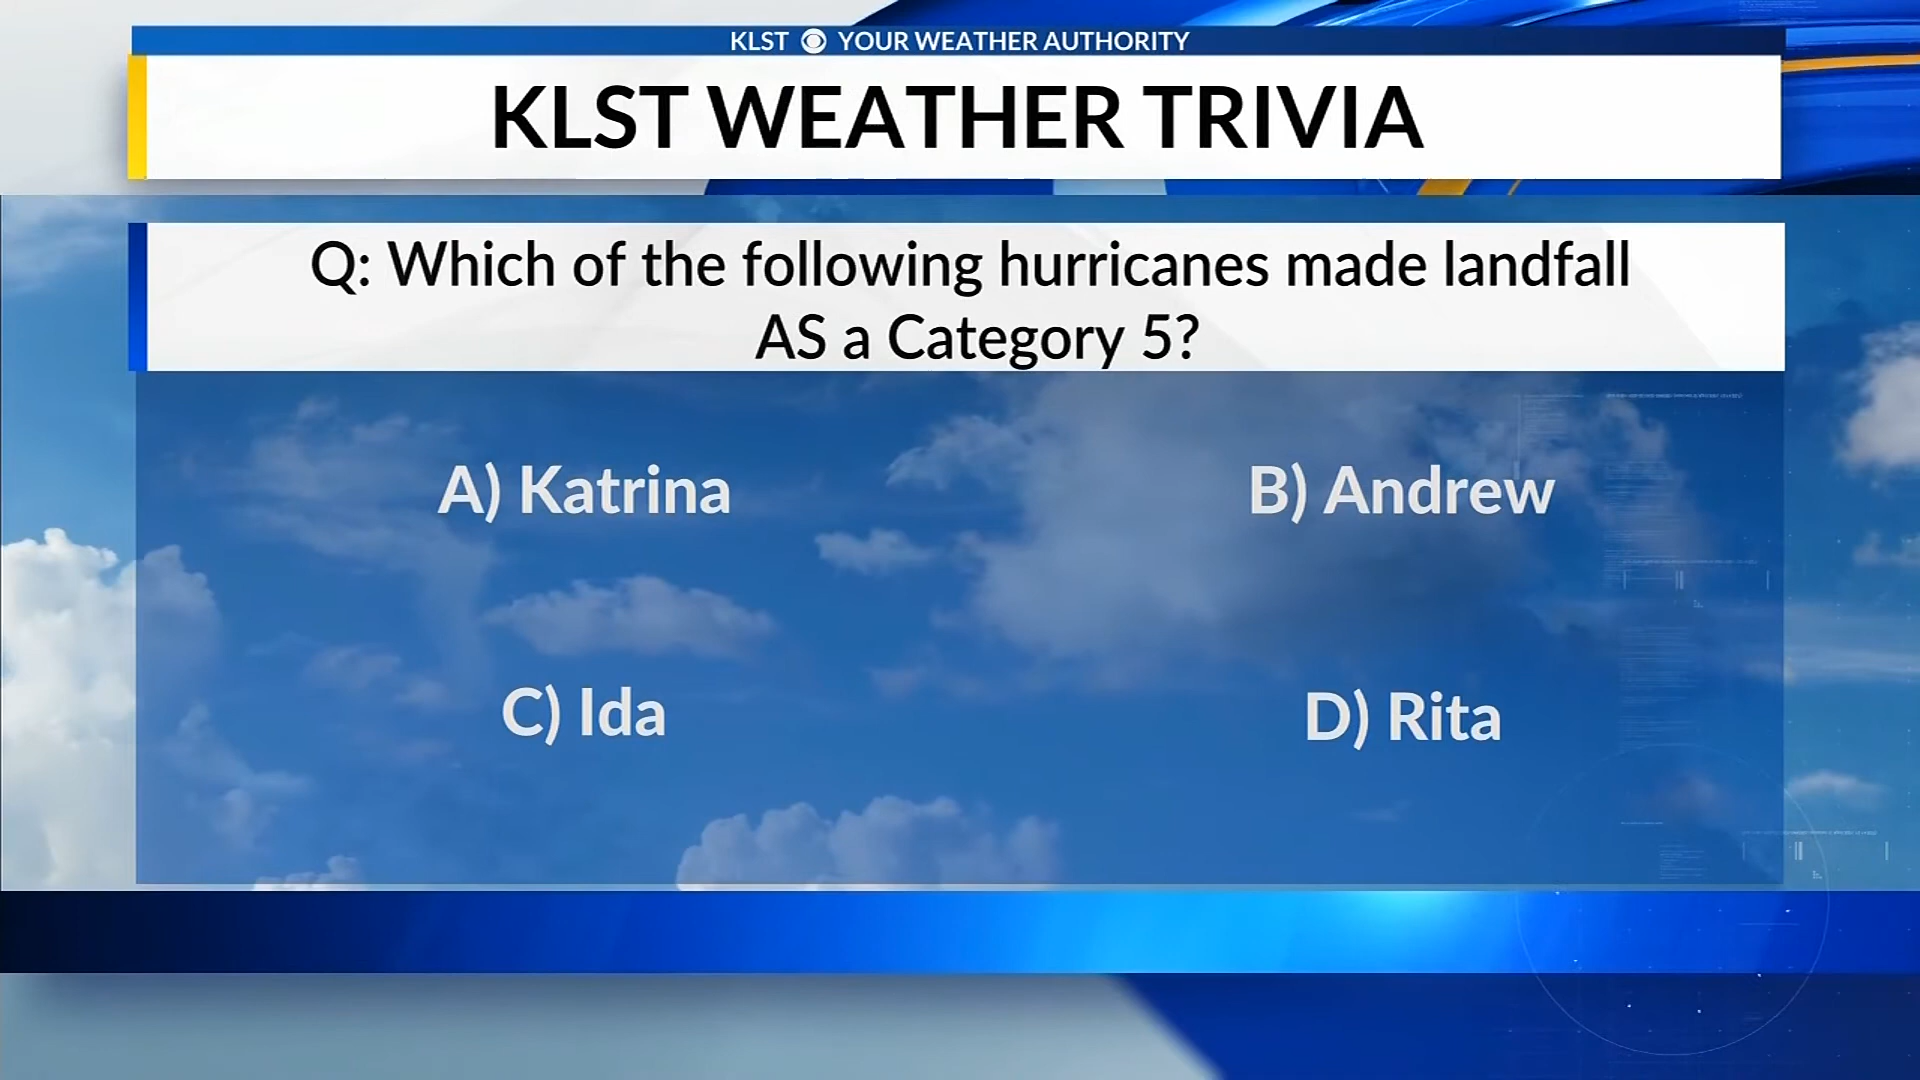 KLST YOUR WEATHER AUTHORITY
KLST WEATHER TRIVIA
Q: Which of the following hurricanes made landfall
AS a Category 5?
A) Katrina
B) Andrew
C) Ida
D) Rita